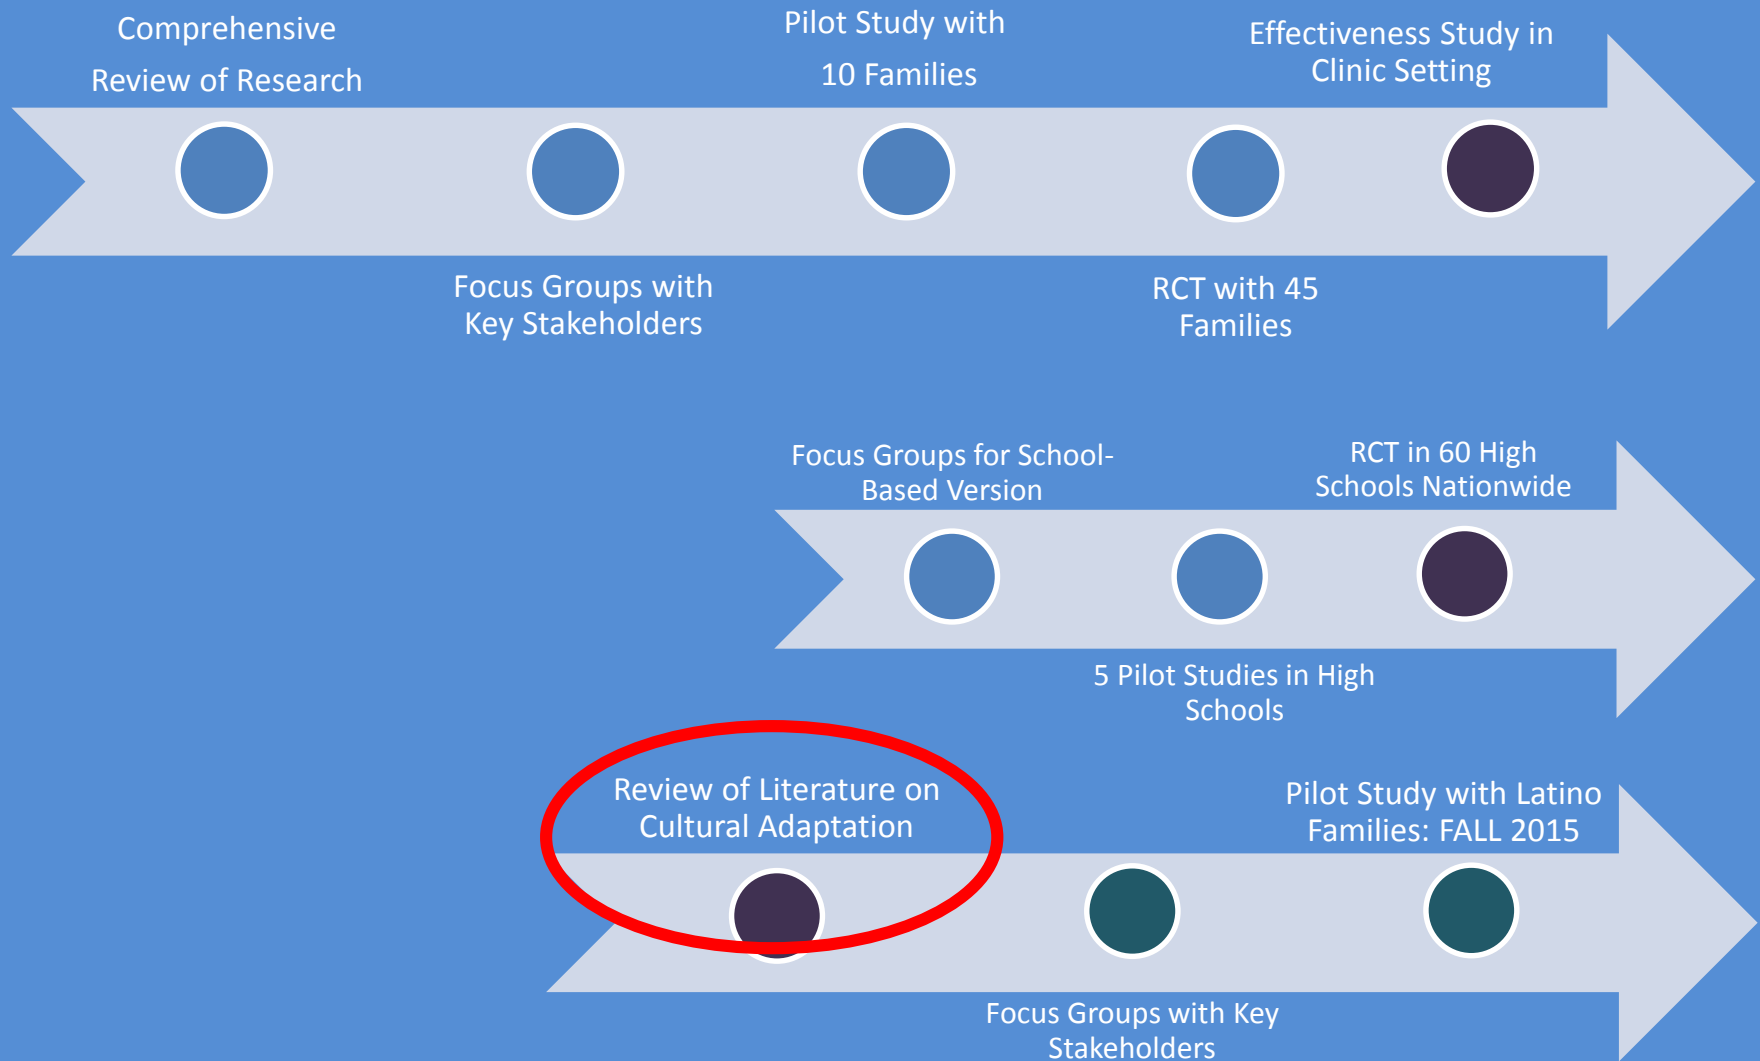 Comprehensive
Review of Research
Pilot Study with
10 Families
Effectiveness Study in
Clinic Setting
Focus Groups with
Key Stakeholders
RCT with 45
Families
Focus Groups for School-
Based Version
RCT in 60 High
Schools Nationwide
5 Pilot Studies in High
Schools
Review of Literature on
Cultural Adaptation
Pilot Study with Latino
Families: FALL 2015
Focus Groups with Key
Stakeholders